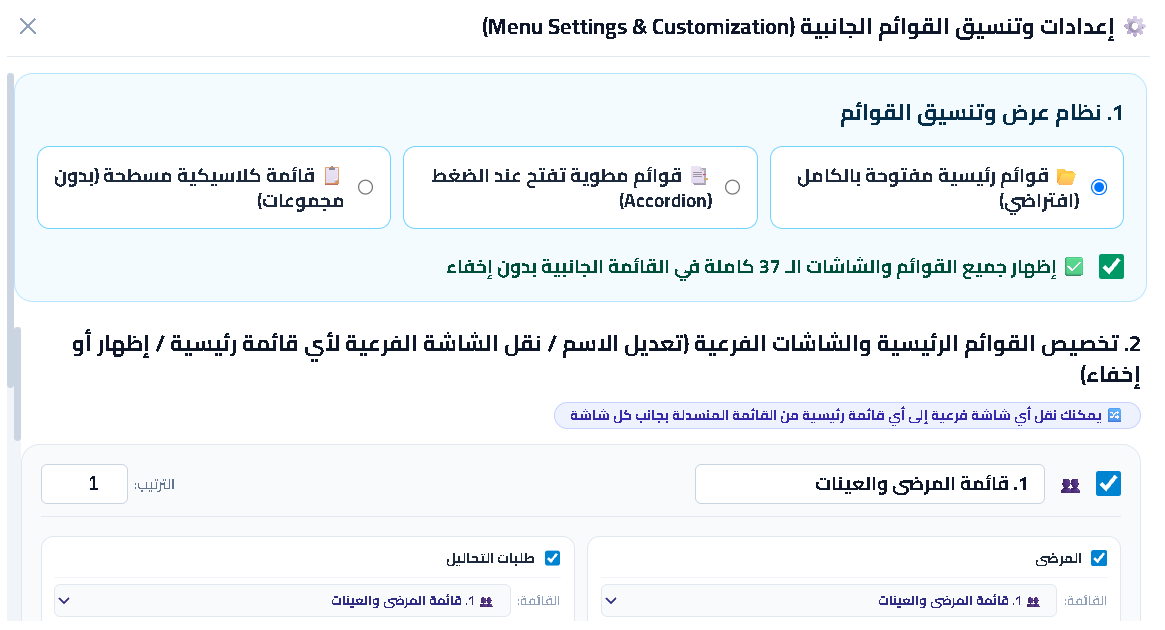 إعدادات وتنسيق القوائم الجانبية (Menu Settings & Customization)
1. نظام عرض وتنسيق القوائم
قوائم رئيسية مفتوحة بالكامل
(افتراضي)
قوائم مطوية تفتح عند الضغط
(Accordion)
قائمة كلاسيكية مسطحة (بدون
مجموعات)
إظهار جميع القوائم والشاشات الـ 37 كاملة في القائمة الجانبية بدون إخفاء
2. تخصيص القوائم الرئيسية والشاشات الفرعية (تعديل الاسم / نقل الشاشة الفرعية لأي قائمة رئيسية / إظهار أو
إخفاء)
يمكنك نقل أي شاشة فرعية إلى أي قائمة رئيسية من القائمة المنسدلة بجانب كل شاشة
1. قائمة المرضى والعينات
الترتيب: 1
المرضى
القائمة: 1. قائمة المرضى والعينات
طلبات التحاليل
القائمة: 1. قائمة المرضى والعينات